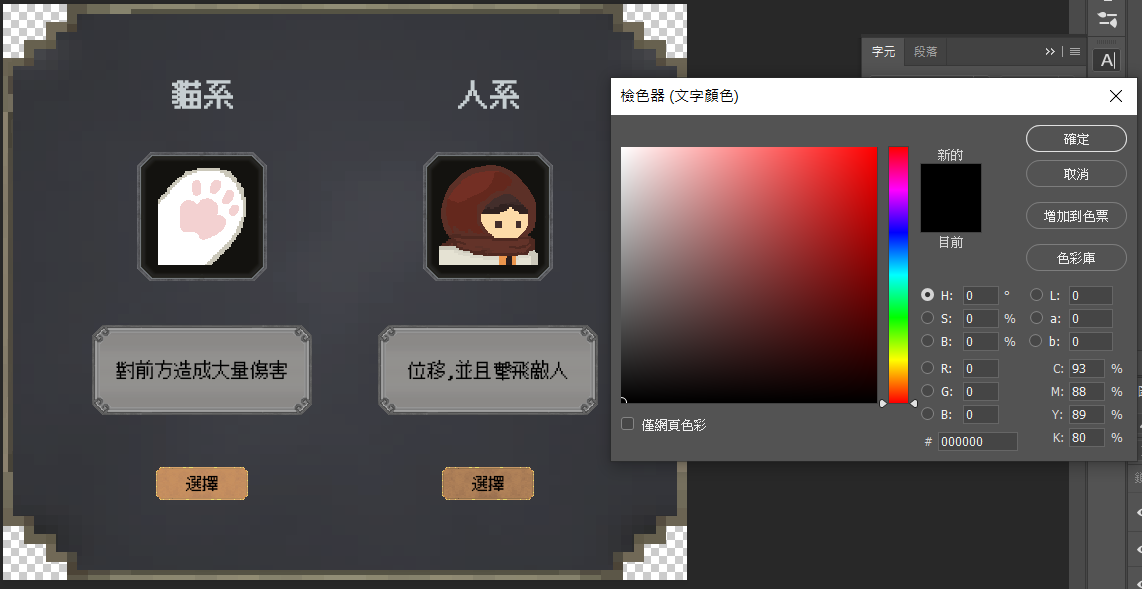 貓系
人系
對前方造成大量傷害
位移,並且擊飛敵人
選擇
選擇
字元
段落
A
檢色器 (文字顏色)
新的
目前
確定
取消
增加到色票
色彩庫
H: 0 °
S: 0 %
B: 0 %
R: 0
G: 0
B: 0
# 000000
L: 0
a: 0
b: 0
C: 93 %
M: 88 %
Y: 89 %
K: 80 %
僅網頁色彩